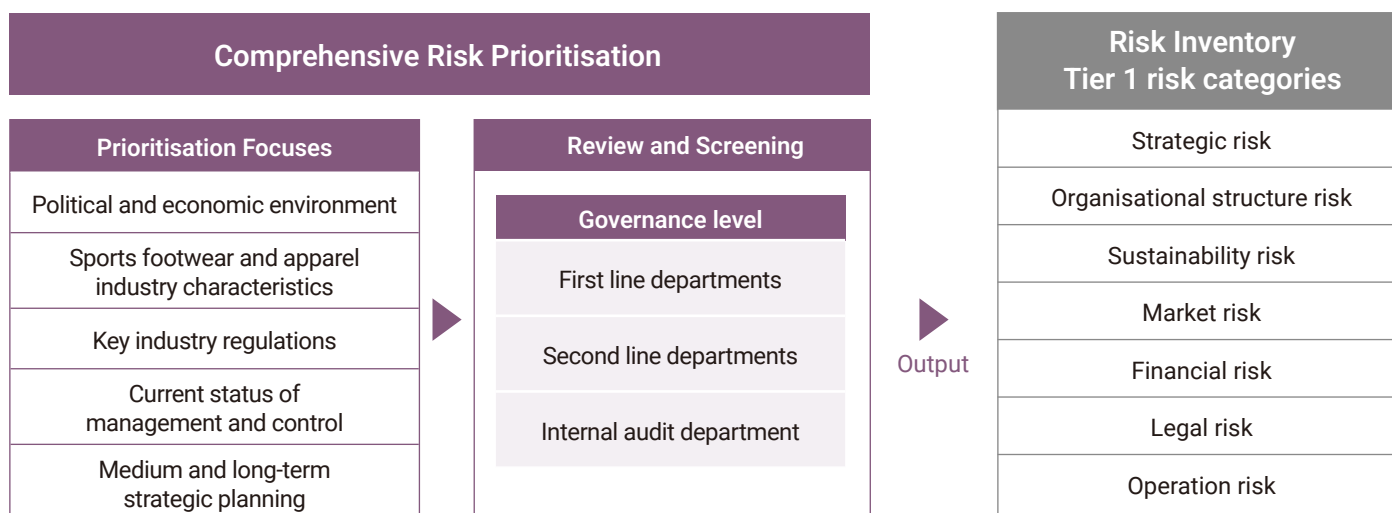 Comprehensive Risk Prioritisation
Prioritisation Focuses
Political and economic environment
Sports footwear and apparel
industry characteristics
Key industry regulations
Current status of
management and control
Medium and long-term
strategic planning
Review and Screening
Governance level
First line departments
Second line departments
Internal audit department
Output
Risk Inventory
Tier 1 risk categories
Strategic risk
Organisational structure risk
Sustainability risk
Market risk
Financial risk
Legal risk
Operation risk